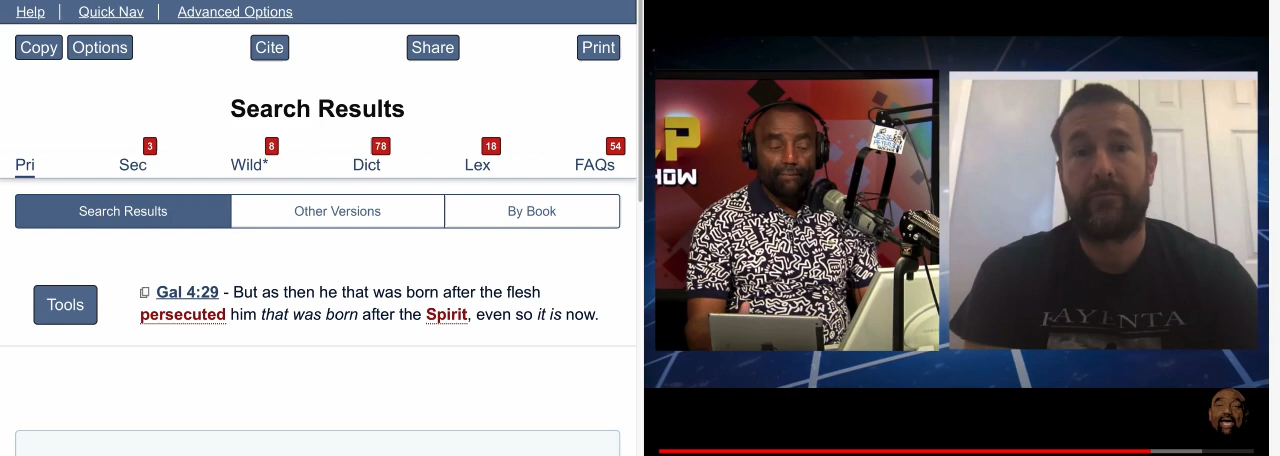 Help
Quick Nav
Advanced Options
Copy
Options
Cite
Share
Print
Search Results
3
8
78
18
54
Pri
Sec
Wild*
Dict
Lex
FAQs
Search Results
Other Versions
By Book
Tools
Gal 4:29 - But as then he that was born after the flesh
persecuted him that was born after the Spirit, even so it is now.
P
HOW
JESSE
KAYENTA